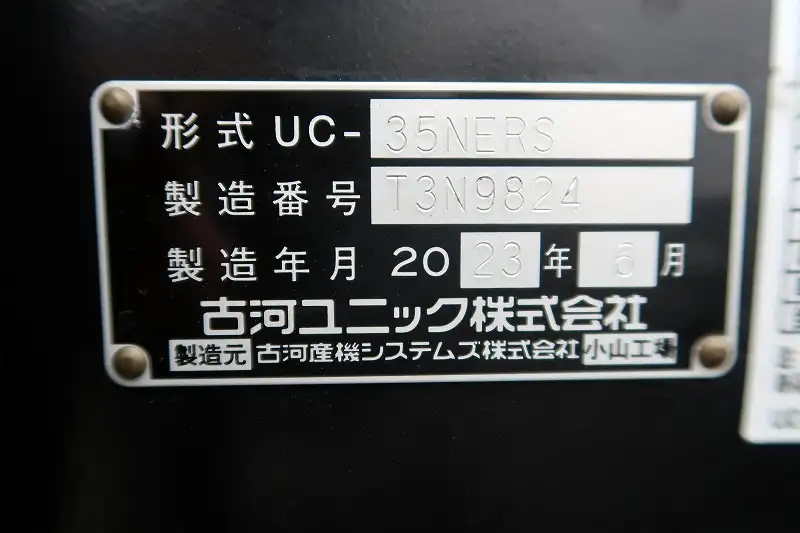 形式 UC-35NERS
製造番号 T3N9824
製造年月 2023年 6月
古河ユニック株式会社
製造元 古河産機システムズ株式会社 小山工場